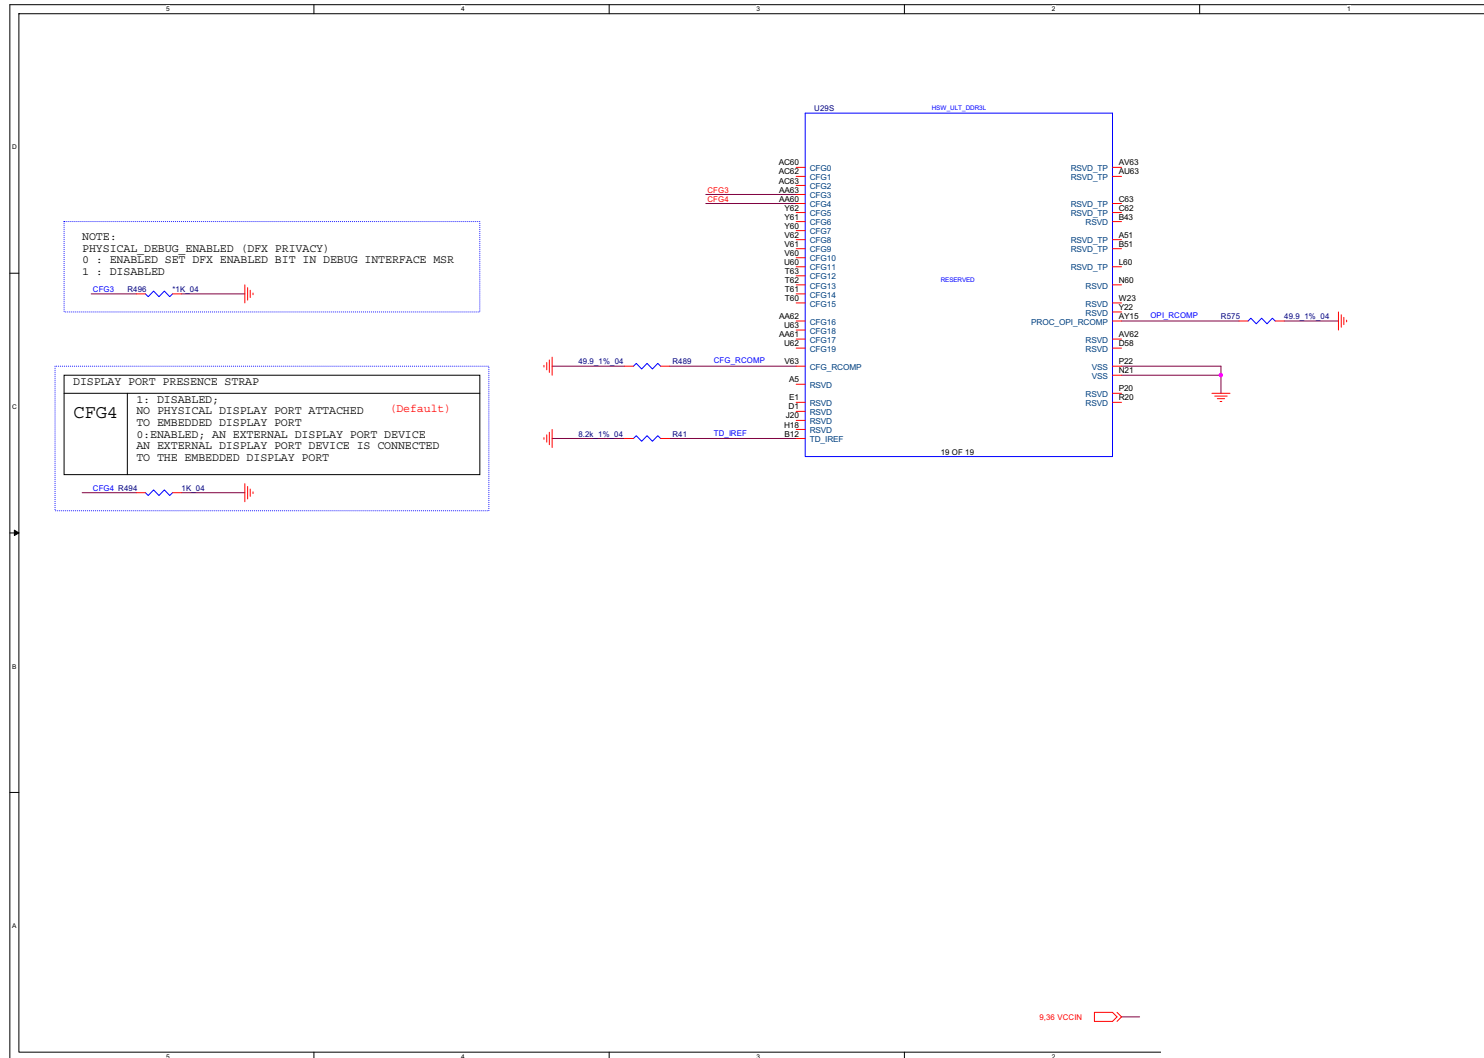 5 4 3 2 1
D
C
B
A
U29S HSW_ULT_DDR3L
AC60 CFG0
AC62 CFG1
AC63 CFG2
CFG3 AA63 CFG3
CFG4 AA60 CFG4
Y62 CFG5
Y61 CFG6
Y60 CFG7
V62 CFG8
V61 CFG9
V60 CFG10
U60 CFG11
T63 CFG12
T62 CFG13
T61 CFG14
T60 CFG15
AA62 CFG16
U63 CFG18
AA61 CFG17
U62 CFG19
49.9_1%_04 R489 CFG_RCOMP V63 CFG_RCOMP
A5 RSVD
E1 RSVD
D1 RSVD
J20 RSVD
H18 RSVD
8.2k_1%_04 R41 TD_IREF B12 TD_IREF
RESERVED
19 OF 19
RSVD_TP AV63
RSVD_TP AU63
RSVD_TP C63
RSVD_TP C62
RSVD B43
RSVD_TP A51
RSVD_TP B51
RSVD_TP L60
RSVD N60
RSVD W23
RSVD Y22
PROC_OPI_RCOMP AY15 OPI_RCOMP R575 49.9_1%_04
RSVD AV62
RSVD D58
VSS P22
VSS N21
RSVD P20
RSVD R20
NOTE:
PHYSICAL_DEBUG_ENABLED (DFX PRIVACY)
0 : ENABLED SET DFX ENABLED BIT IN DEBUG INTERFACE MSR
1 : DISABLED
CFG3 R496 *1K_04
DISPLAY PORT PRESENCE STRAP
CFG4
1: DISABLED;
NO PHYSICAL DISPLAY PORT ATTACHED (Default)
TO EMBEDDED DISPLAY PORT
0:ENABLED; AN EXTERNAL DISPLAY PORT DEVICE
AN EXTERNAL DISPLAY PORT DEVICE IS CONNECTED
TO THE EMBEDDED DISPLAY PORT
CFG4 R494 1K_04
9,36 VCCIN
5 4 3 2